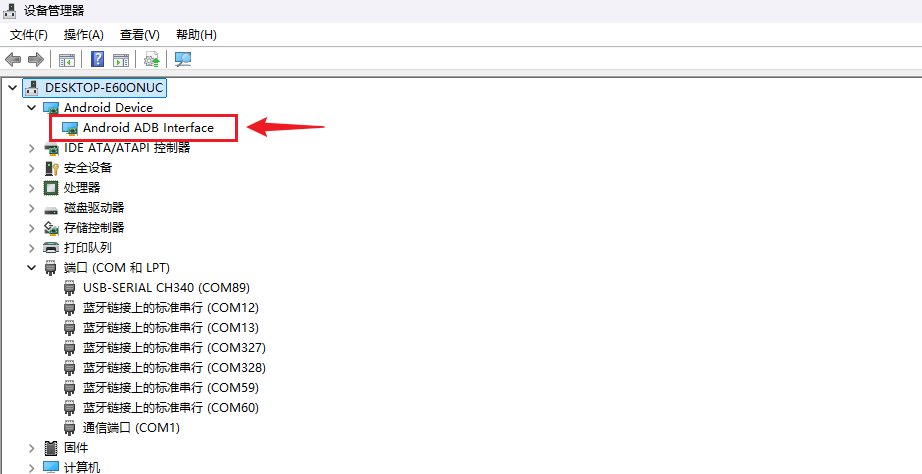 设备管理器
文件(F) 操作(A) 查看(V) 帮助(H)
DESKTOP-E60ONUC
Android Device
Android ADB Interface
IDE ATA/ATAPI 控制器
安全设备
处理器
磁盘驱动器
存储控制器
打印队列
端口 (COM 和 LPT)
USB-SERIAL CH340 (COM89)
蓝牙链接上的标准串行 (COM12)
蓝牙链接上的标准串行 (COM13)
蓝牙链接上的标准串行 (COM327)
蓝牙链接上的标准串行 (COM328)
蓝牙链接上的标准串行 (COM59)
蓝牙链接上的标准串行 (COM60)
通信端口 (COM1)
固件
计算机